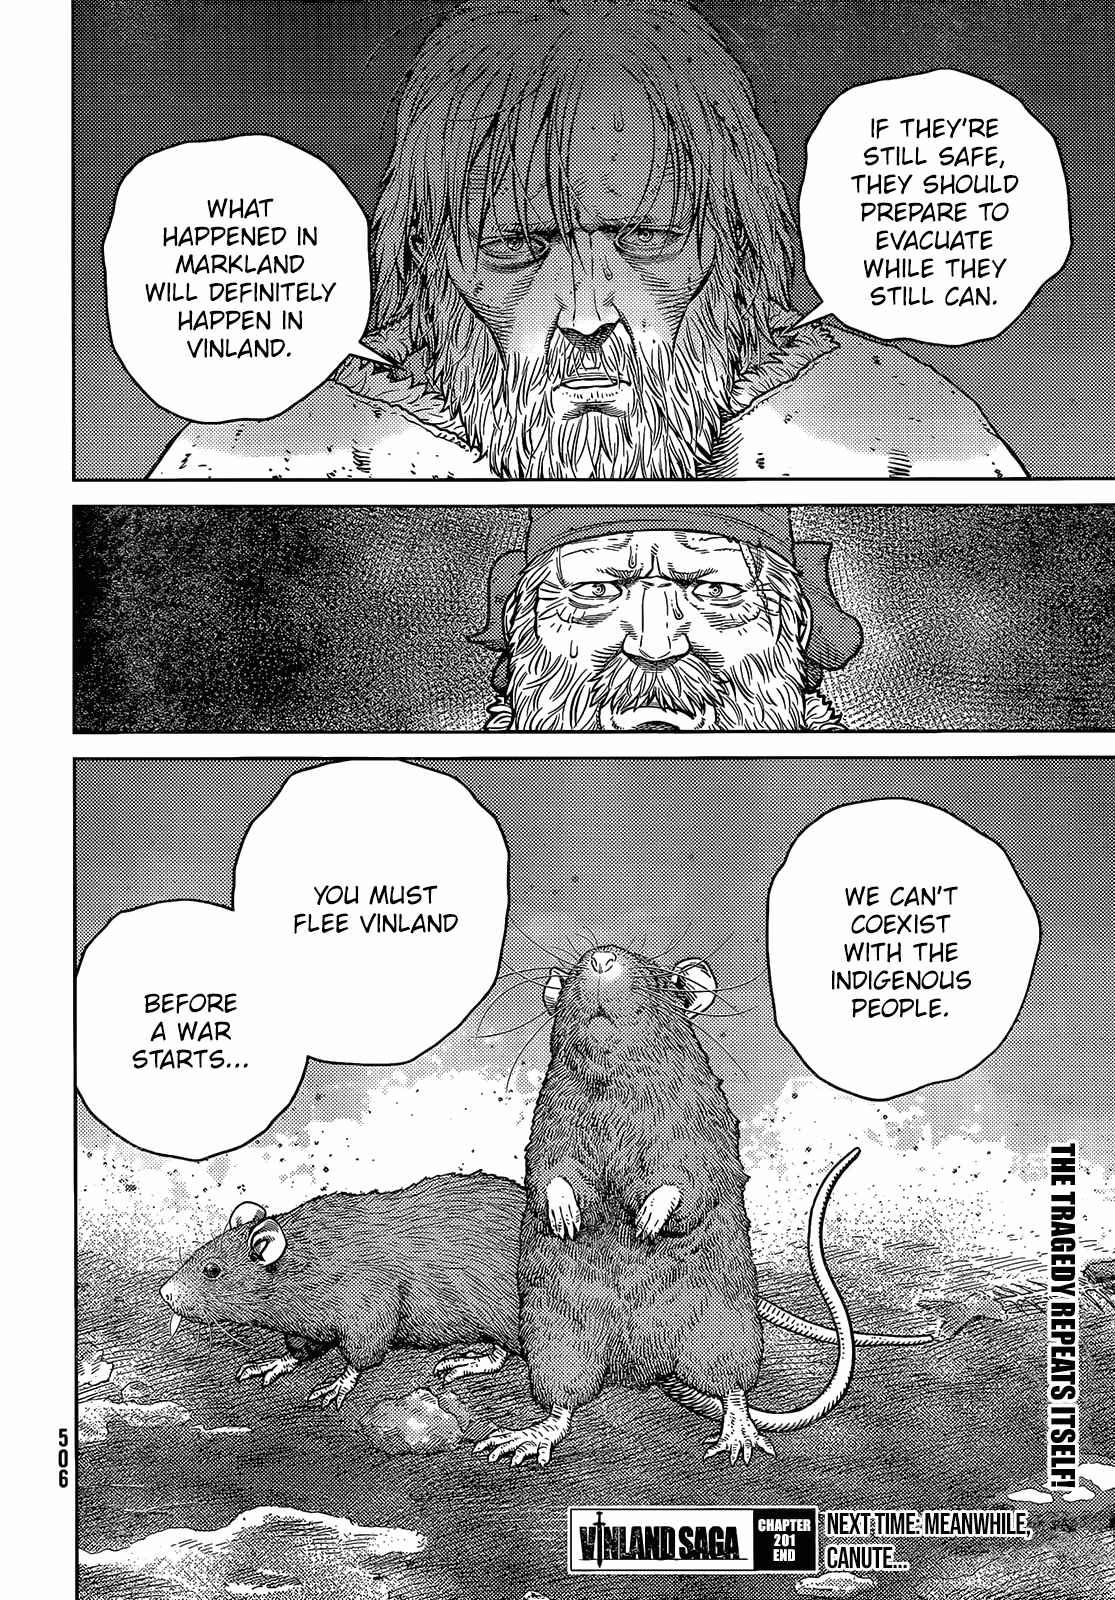 IF THEY'RE
STILL SAFE,
THEY SHOULD
PREPARE TO
EVACUATE
WHILE THEY
STILL CAN.
WHAT
HAPPENED IN
MARKLAND
WILL DEFINITELY
HAPPEN IN
VINLAND.
WE CAN'T
COEXIST
WITH THE
INDIGENOUS
PEOPLE.
YOU MUST
FLEE VINLAND
BEFORE
A WAR
STARTS...
THE TRAGEDY REPEATS ITSELF!
506
VINLAND SAGA
CHAPTER
201
END
NEXT TIME: MEANWHILE,
CANUTE...